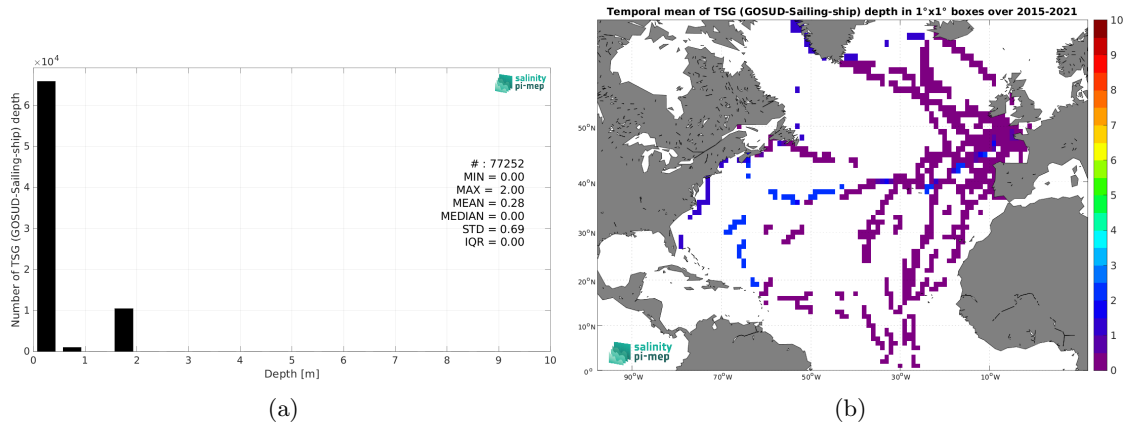 ×10⁴
6
5
4
3
2
1
0
Number of TSG (GOSUD-Sailing-ship) depth
0 1 2 3 4 5 6 7 8 9 10
Depth [m]
salinity
pi-mep
# : 77252
MIN = 0.00
MAX = 2.00
MEAN = 0.28
MEDIAN = 0.00
STD = 0.69
IQR = 0.00
(a)
Temporal mean of TSG (GOSUD-Sailing-ship) depth in 1°x1° boxes over 2015-2021
50°N
40°N
30°N
20°N
10°N
0°
90°W 70°W 50°W 30°W 10°W
salinity
pi-mep
10
9
8
7
6
5
4
3
2
1
0
(b)